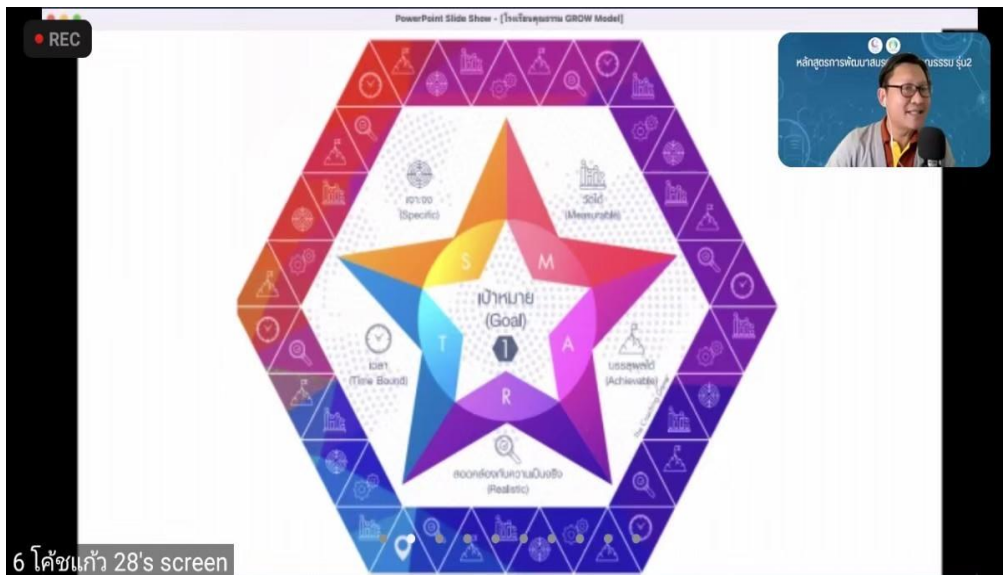 PowerPoint Slide Show - [โรงเรียนคุณธรรม GROW Model]
REC
หลักสูตรการพัฒนาสมร ณธรรม รุ่น2
เจาะจง
(Specific)
วัดได้
(Measurable)
S
M
เป้าหมาย
(Goal)
1
T
A
R
เวลา
(Time Bound)
บรรลุผลได้
(Achievable)
The Coaching Game
สอดคล้องกับความเป็นจริง
(Realistic)
6 โค้ชแก้ว 28's screen